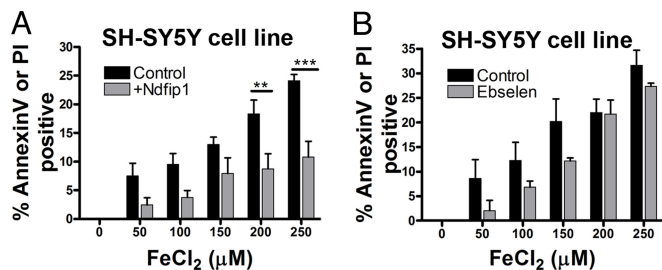 A
SH-SY5Y cell line
Control
+Ndfip1
**
***
% AnnexinV or PI
positive
30
25
20
15
10
5
0
0 50 100 150 200 250
FeCl2 (μM)
B
SH-SY5Y cell line
Control
Ebselen
% AnnexinV or PI
positive
35
30
25
20
15
10
5
0
0 50 100 150 200 250
FeCl2 (μM)